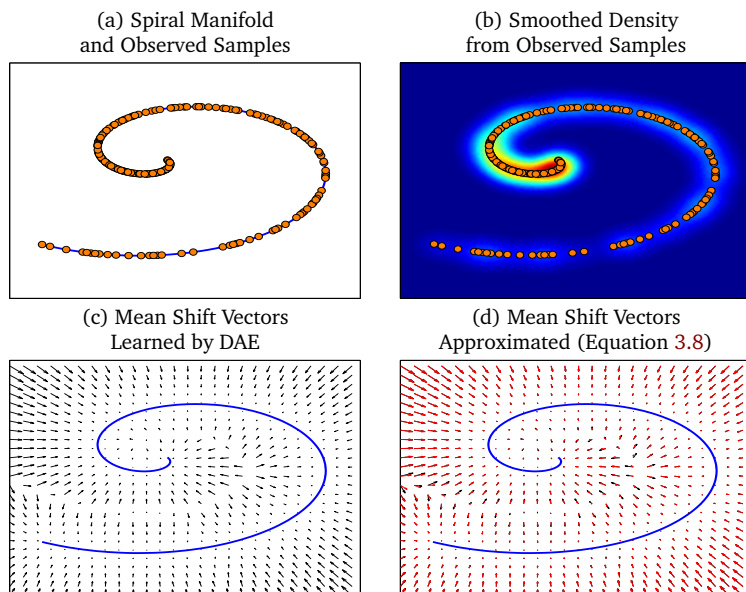 (a) Spiral Manifold
and Observed Samples
(b) Smoothed Density
from Observed Samples
(c) Mean Shift Vectors
Learned by DAE
(d) Mean Shift Vectors
Approximated (Equation 3.8)